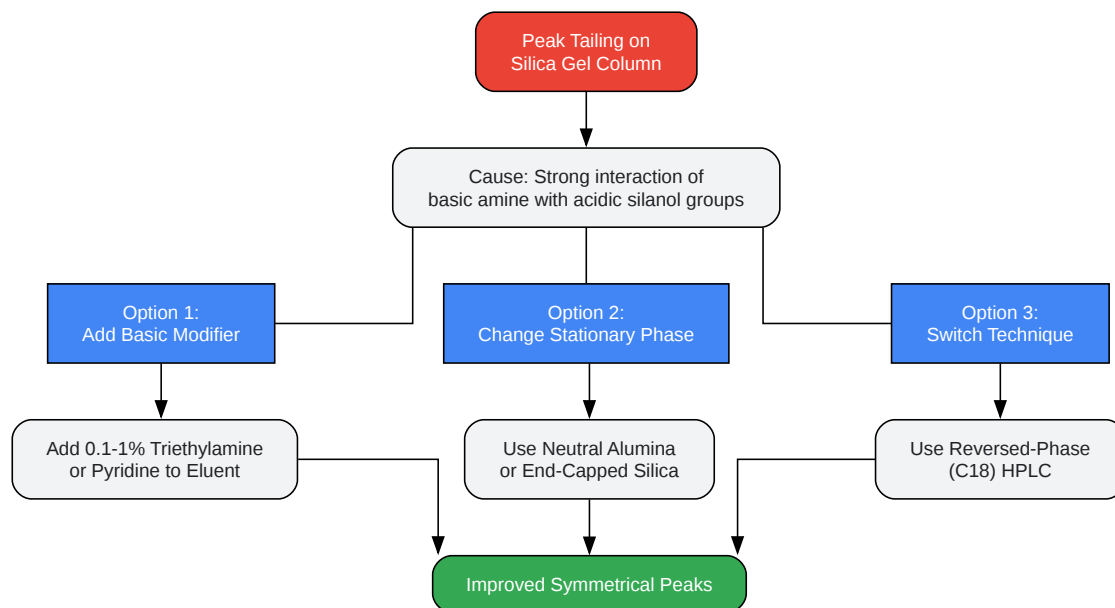 Peak Tailing on
Silica Gel Column
Cause: Strong interaction of
basic amine with acidic silanol groups
Option 1:
Add Basic Modifier
Option 2:
Change Stationary Phase
Option 3:
Switch Technique
Add 0.1-1% Triethylamine
or Pyridine to Eluent
Use Neutral Alumina
or End-Capped Silica
Use Reversed-Phase
(C18) HPLC
Improved Symmetrical Peaks